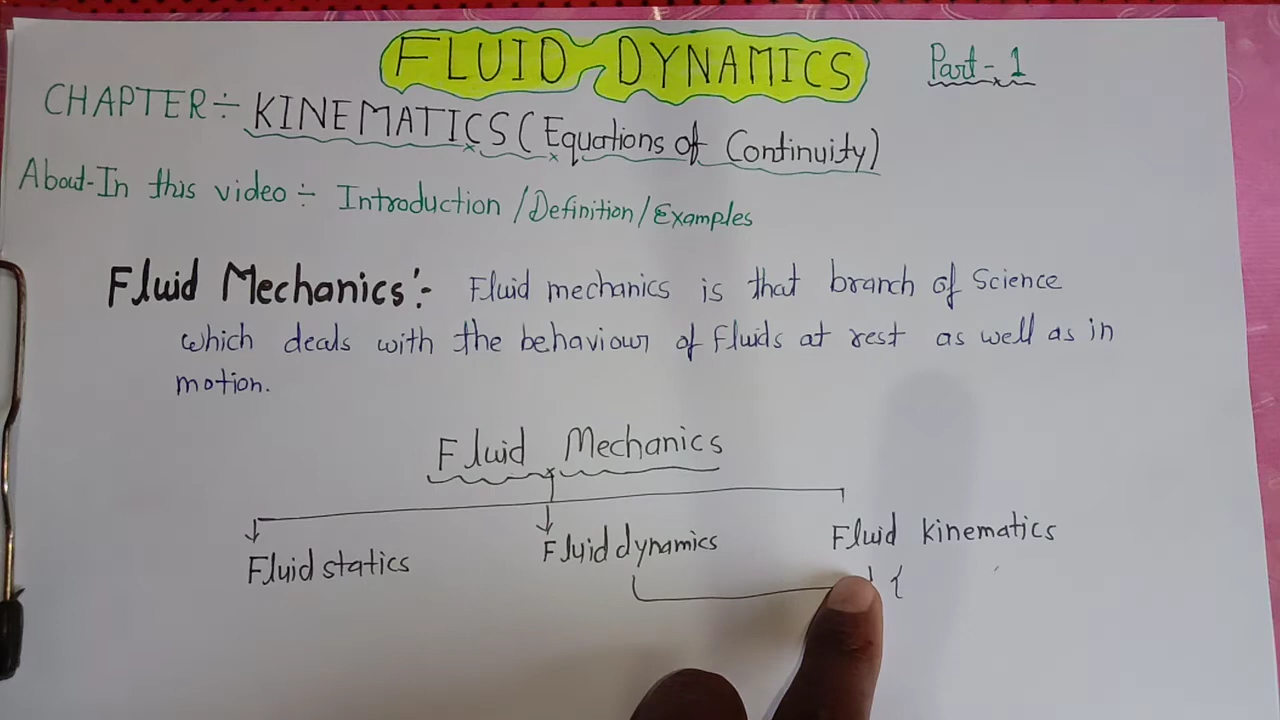 FLUID DYNAMICS Part-1
CHAPTER÷ KINEMATICS (Equations of Continuity)
About-In this video÷ Introduction/Definition/Examples
Fluid Mechanics:- Fluid mechanics is that branch of Science
which deals with the behaviour of Fluids at rest as well as in
motion.
Fluid Mechanics
Fluid statics Fluid dynamics Fluid kinematics
{